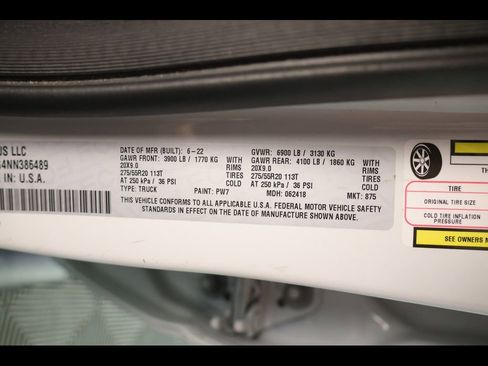 US LLC
4NN386489
IN: U.S.A.
DATE OF MFR (BUILT): 6-22 GVWR: 6900 LB / 3130 KG
GAWR FRONT: 3900 LB / 1770 KG WITH GAWR REAR: 4100 LB / 1860 KG WITH
20X9.0 RIMS 20X9.0 RIMS
275/55R20 113T TIRES 275/55R20 113T TIRES
AT 250 kPa / 36 PSI COLD AT 250 kPa / 36 PSI COLD
TYPE: TRUCK PAINT: PW7 MDH: 062418 MKT: 875
THIS VEHICLE CONFORMS TO ALL APPLICABLE U.S.A. FEDERAL MOTOR VEHICLE SAFETY
STANDARDS IN EFFECT ON THE DATE OF MANUFACTURE SHOWN ABOVE.
TIRE
ORIGINAL TIRE SIZE
COLD TIRE INFLATION
PRESSURE
SEE OWNERS M